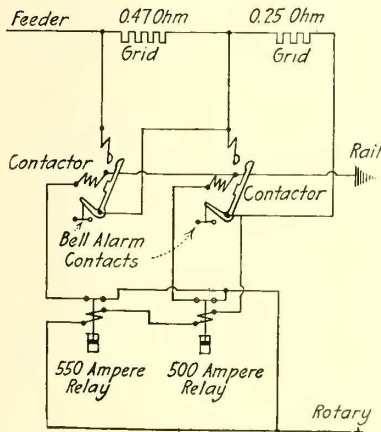 Feeder
0.47 Ohm
Grid
0.25 Ohm
Grid
Contactor
Rail
Contactor
Bell Alarm
Contacts
550 Ampere
Relay
500 Ampere
Relay
Rotary
+